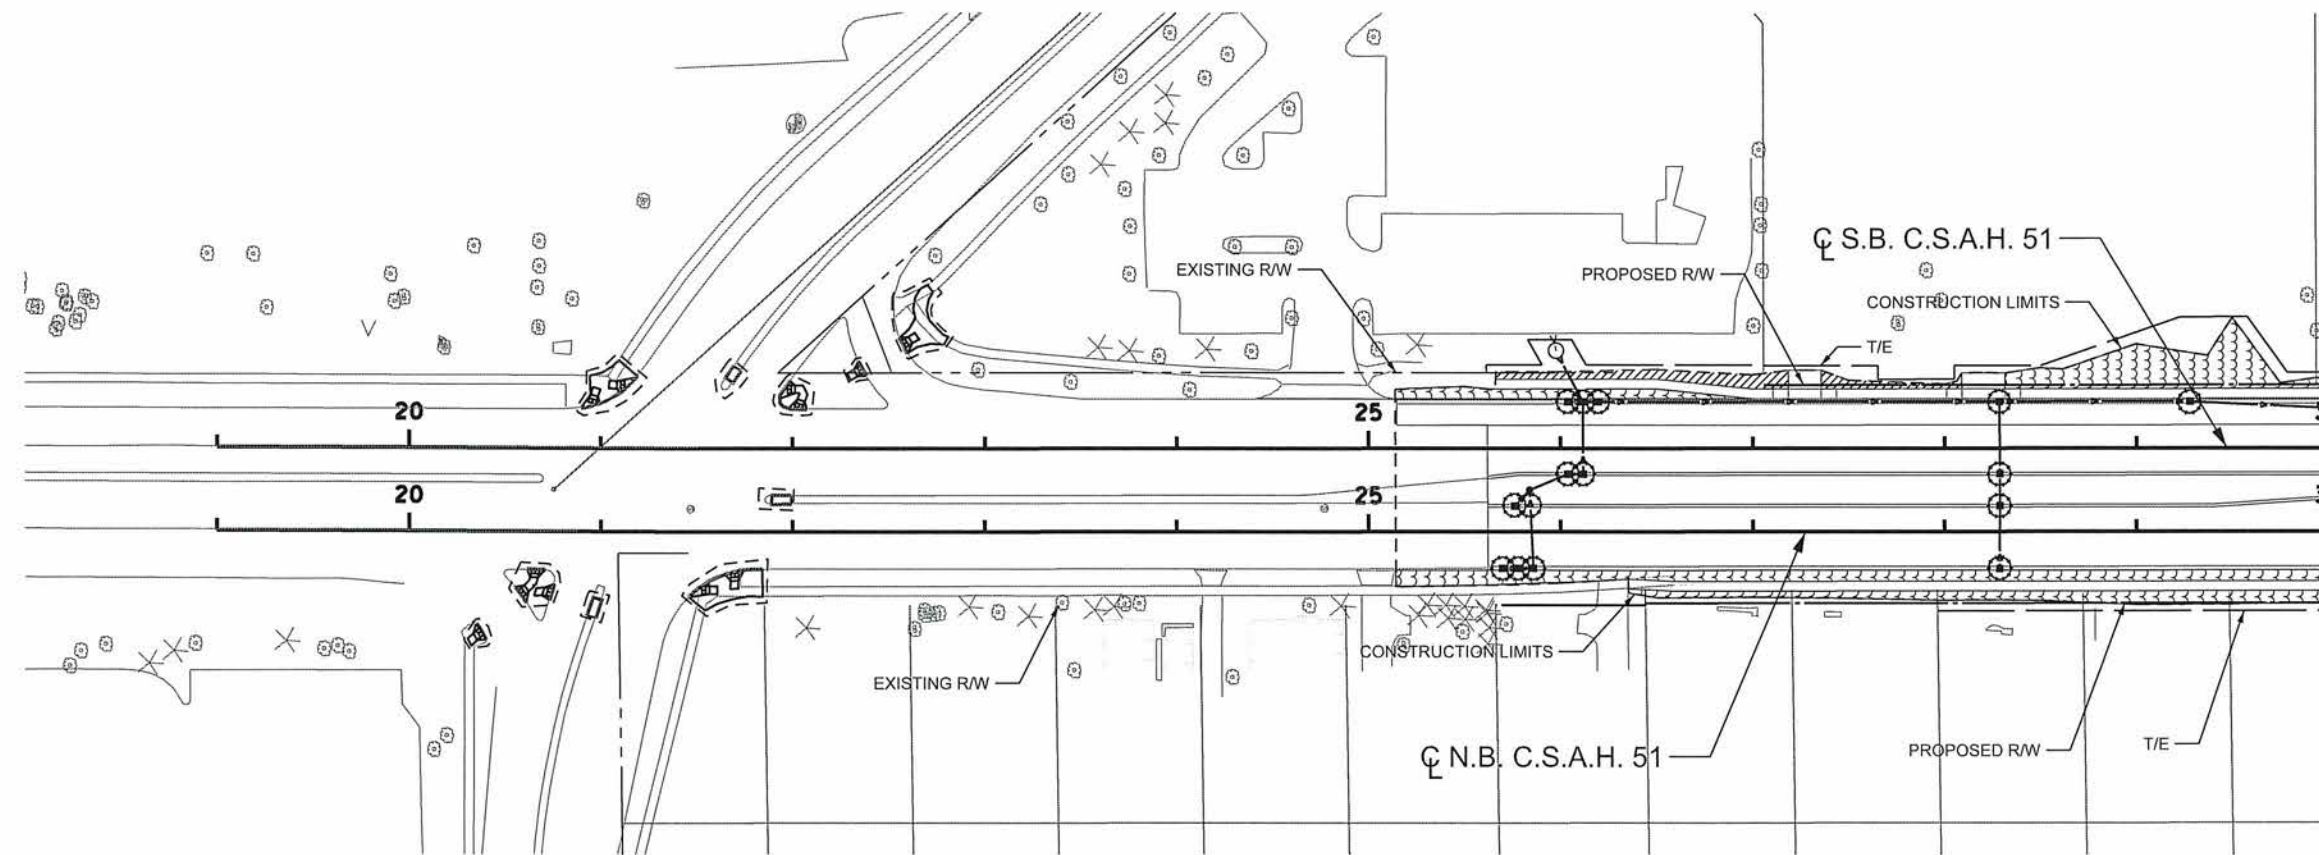 ℄ S.B. C.S.A.H. 51
EXISTING R/W
PROPOSED R/W
CONSTRUCTION LIMITS
T/E
20
25
20
25
CONSTRUCTION LIMITS
EXISTING R/W
℄ N.B. C.S.A.H. 51
PROPOSED R/W
T/E